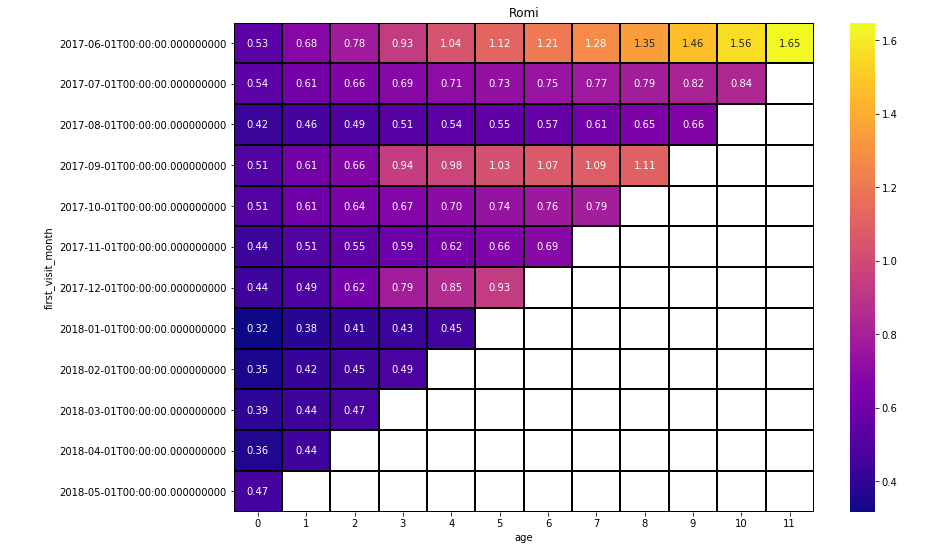 Romi
2017-06-01T00:00:00.000000000 0.53 0.68 0.78 0.93 1.04 1.12 1.21 1.28 1.35 1.46 1.56 1.65
2017-07-01T00:00:00.000000000 0.54 0.61 0.66 0.69 0.71 0.73 0.75 0.77 0.79 0.82 0.84
2017-08-01T00:00:00.000000000 0.42 0.46 0.49 0.51 0.54 0.55 0.57 0.61 0.65 0.66
2017-09-01T00:00:00.000000000 0.51 0.61 0.66 0.94 0.98 1.03 1.07 1.09 1.11
2017-10-01T00:00:00.000000000 0.51 0.61 0.64 0.67 0.70 0.74 0.76 0.79
2017-11-01T00:00:00.000000000 0.44 0.51 0.55 0.59 0.62 0.66 0.69
2017-12-01T00:00:00.000000000 0.44 0.49 0.62 0.79 0.85 0.93
2018-01-01T00:00:00.000000000 0.32 0.38 0.41 0.43 0.45
2018-02-01T00:00:00.000000000 0.35 0.42 0.45 0.49
2018-03-01T00:00:00.000000000 0.39 0.44 0.47
2018-04-01T00:00:00.000000000 0.36 0.44
2018-05-01T00:00:00.000000000 0.47
0 1 2 3 4 5 6 7 8 9 10 11
age
first_visit_month
1.6
1.4
1.2
1.0
0.8
0.6
0.4